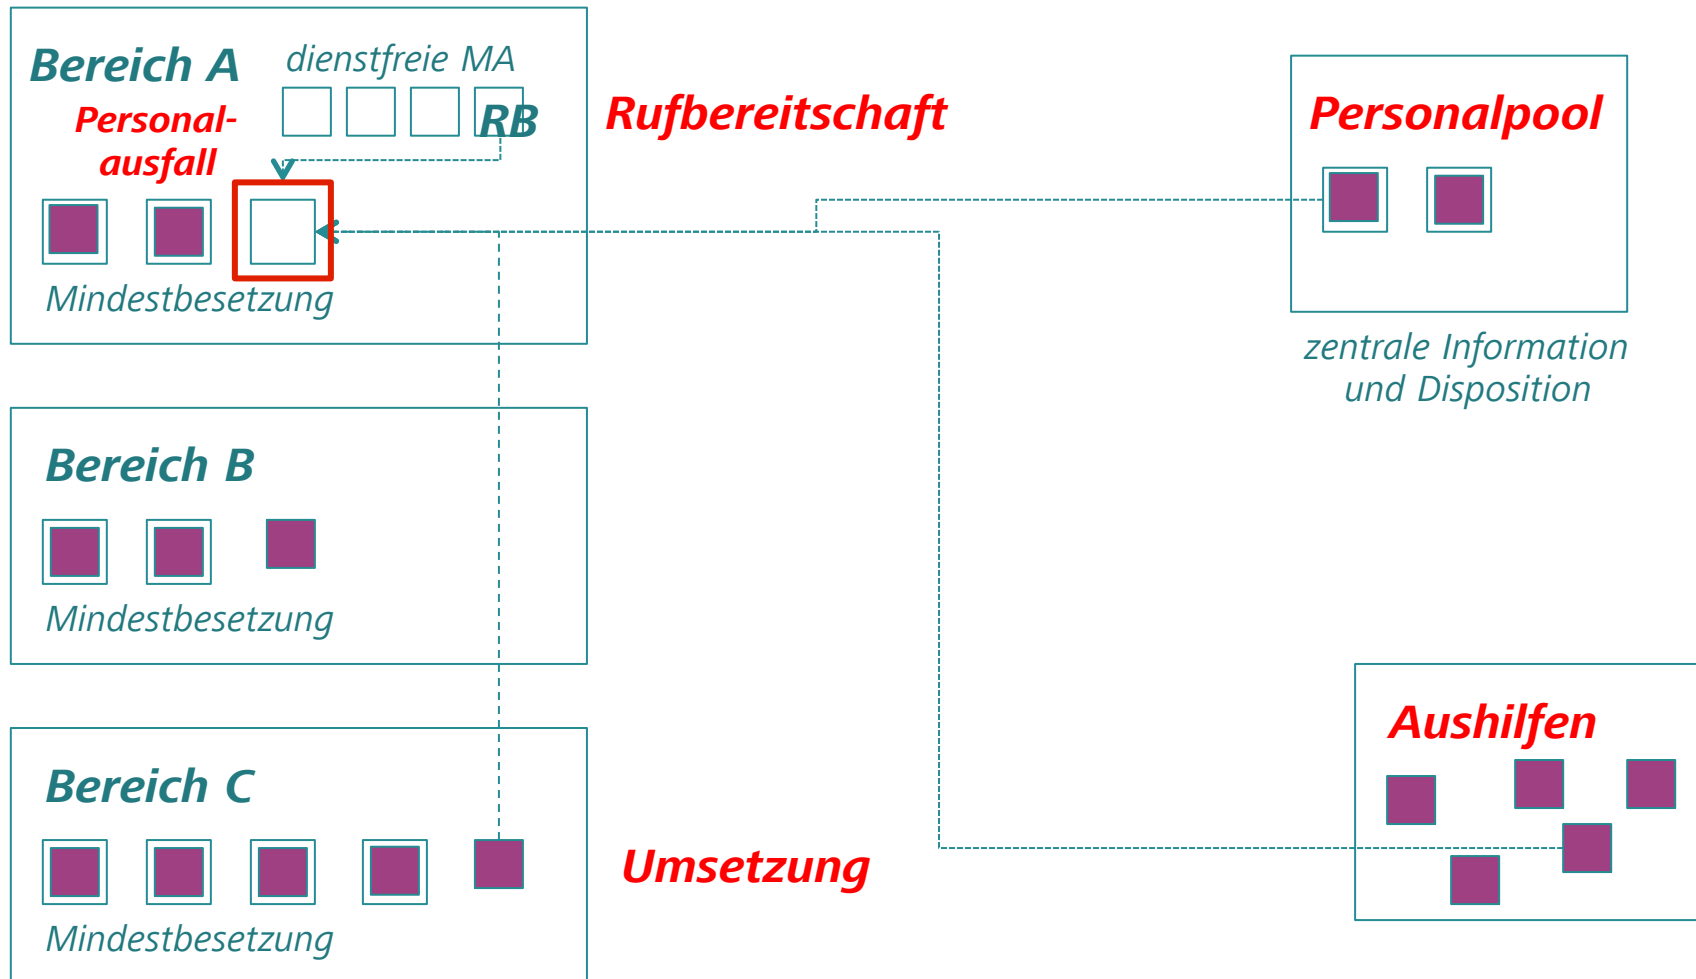 Bereich A
dienstfreie MA
RB
Personal-
ausfall
Mindestbesetzung
Rufbereitschaft
Personalpool
zentrale Information
und Disposition
Bereich B
Mindestbesetzung
Bereich C
Mindestbesetzung
Umsetzung
Aushilfen